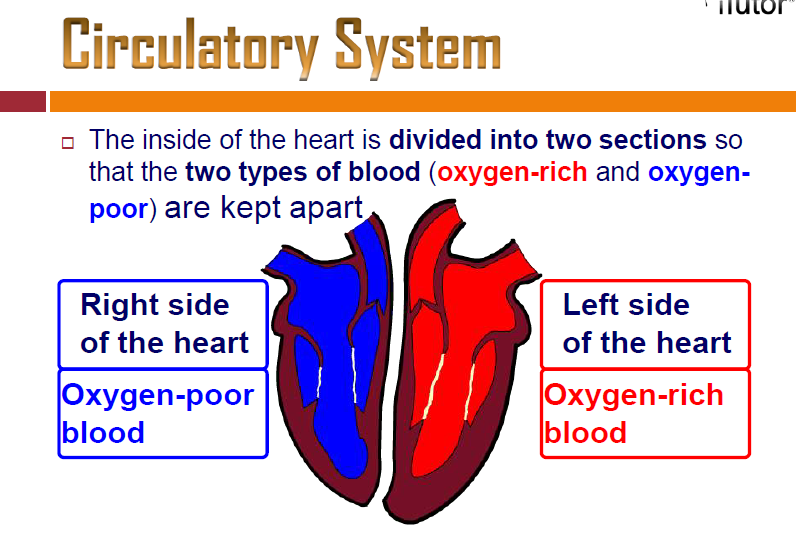 Circulatory System
The inside of the heart is divided into two sections so
that the two types of blood (oxygen-rich and oxygen-
poor) are kept apart
Right side
of the heart
Oxygen-poor
blood
Left side
of the heart
Oxygen-rich
blood